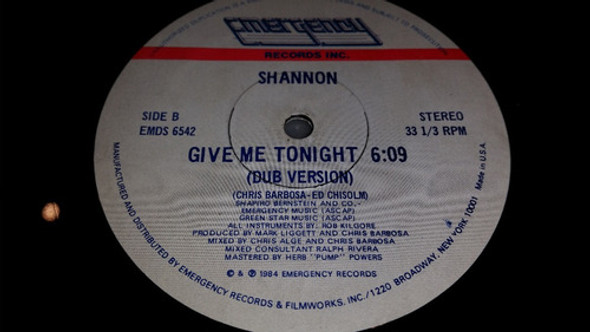 Emergency
RECORDS INC.
SHANNON
SIDE B
EMDS 6542
STEREO
33 1/3 RPM
GIVE ME TONIGHT 6:09
(DUB VERSION)
(CHRIS BARBOSA-ED CHISOLM)
SHAPIRO BERNSTEIN AND CO.-
EMERGENCY MUSIC (ASCAP)
GREEN STAR MUSIC (ASCAP)
ALL INSTRUMENTS BY: ROB KILGORE
PRODUCED BY MARK LIGGETT AND CHRIS BARBOSA
MIXED BY CHRIS ALGE AND CHRIS BARBOSA
MIXED CONSULTANT RALPH RIVERA
MASTERED BY HERB "PUMP" POWERS
© & ℗ 1984 EMERGENCY RECORDS
MANUFACTURED AND DISTRIBUTED BY EMERGENCY RECORDS & FILMWORKS, INC./1220 BROADWAY, NEW YORK 10001 Made in U.S.A.